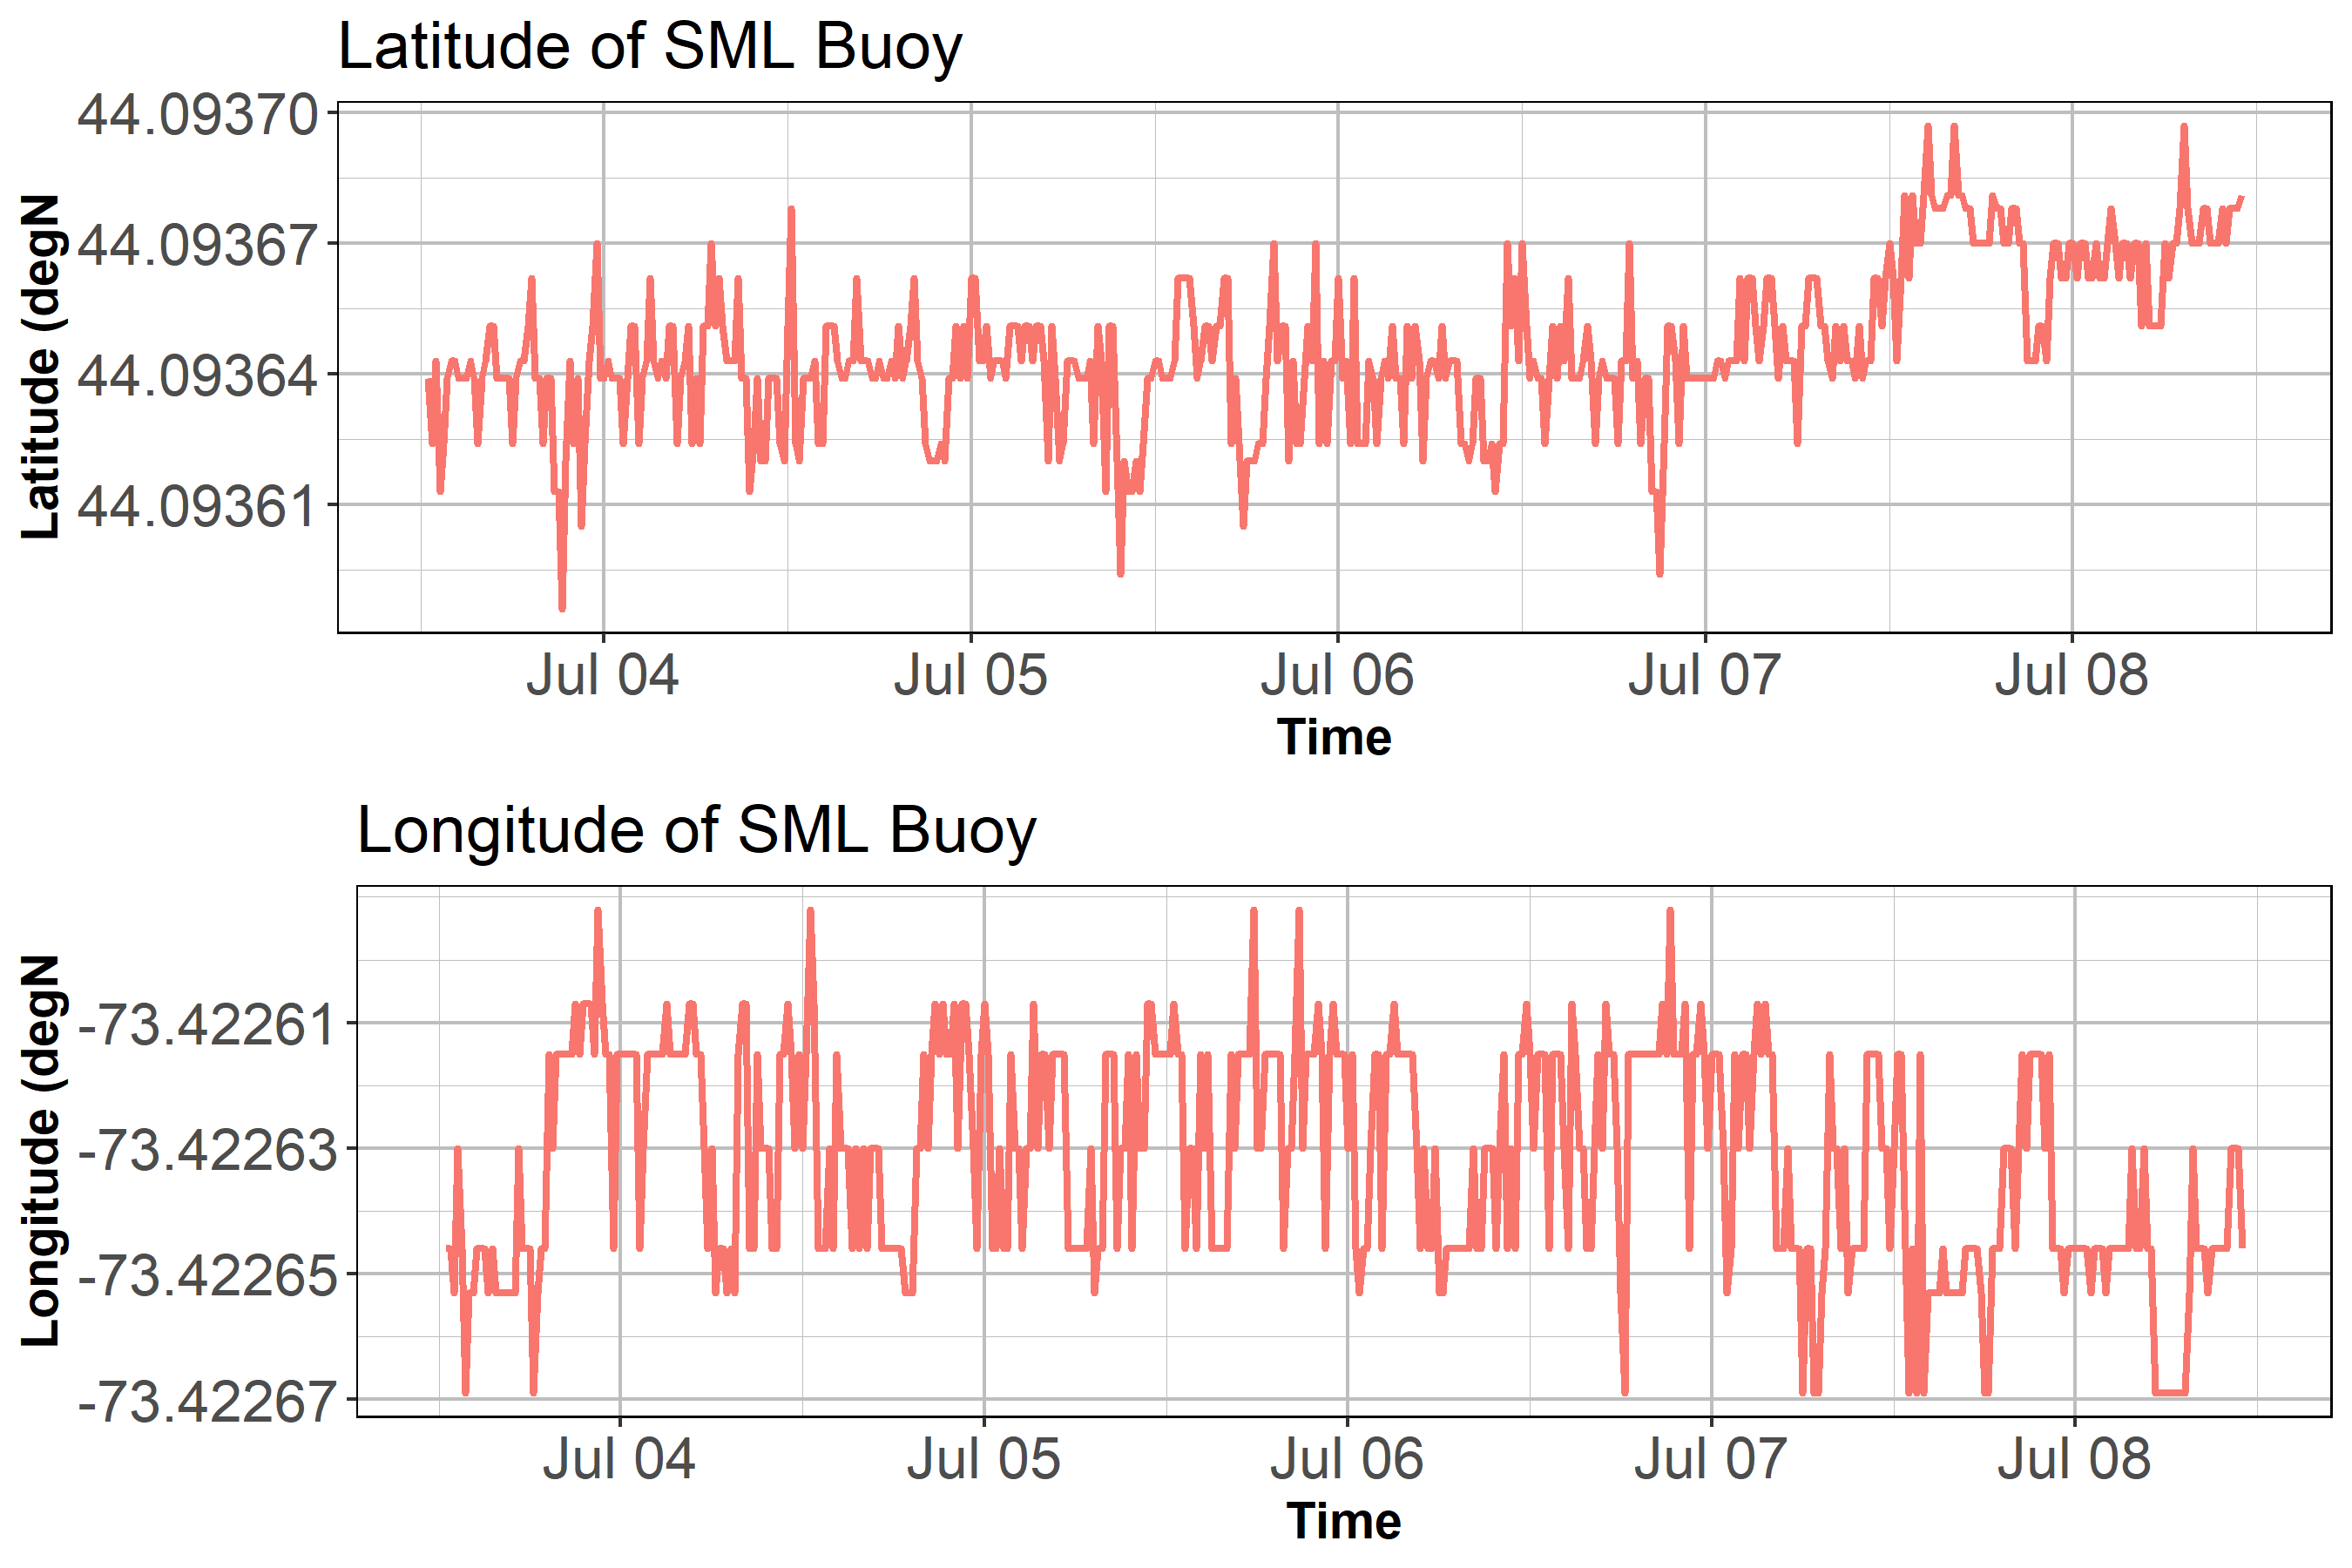 Latitude of SML Buoy
44.09370
44.09367
44.09364
44.09361
Latitude (degN
Jul 04 Jul 05 Jul 06 Jul 07 Jul 08
Time
Longitude of SML Buoy
-73.42261
-73.42263
-73.42265
-73.42267
Longitude (degN
Jul 04 Jul 05 Jul 06 Jul 07 Jul 08
Time